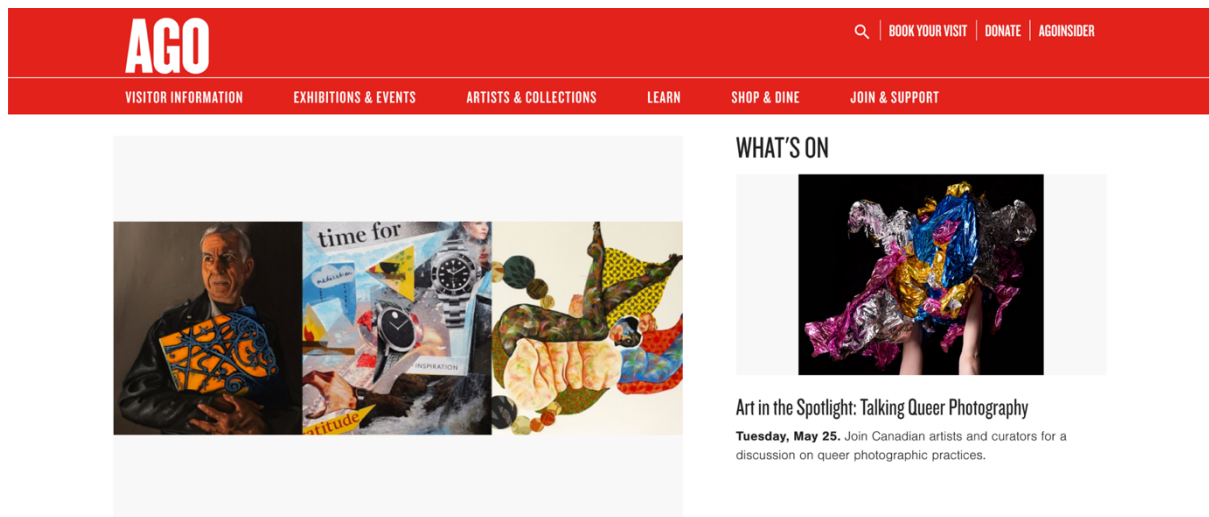 AGO
BOOK YOUR VISIT
DONATE
AGOINSIDER
VISITOR INFORMATION
EXHIBITIONS & EVENTS
ARTISTS & COLLECTIONS
LEARN
SHOP & DINE
JOIN & SUPPORT
time for
meditation
INSPIRATION
atitude
WHAT'S ON
Art in the Spotlight: Talking Queer Photography
Tuesday, May 25. Join Canadian artists and curators for a
discussion on queer photographic practices.